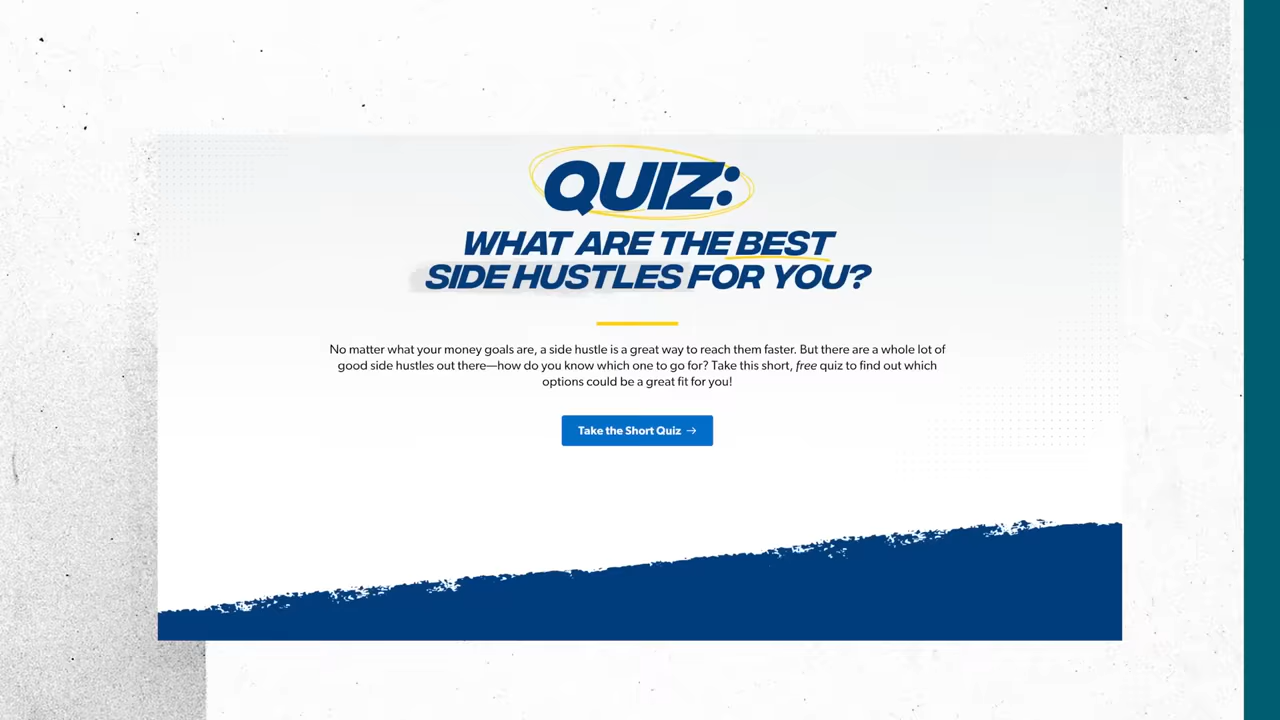 QUIZ:
WHAT ARE THE BEST
SIDE HUSTLES FOR YOU?
No matter what your money goals are, a side hustle is a great way to reach them faster. But there are a whole lot of
good side hustles out there—how do you know which one to go for? Take this short, free quiz to find out which
options could be a great fit for you!
Take the Short Quiz →